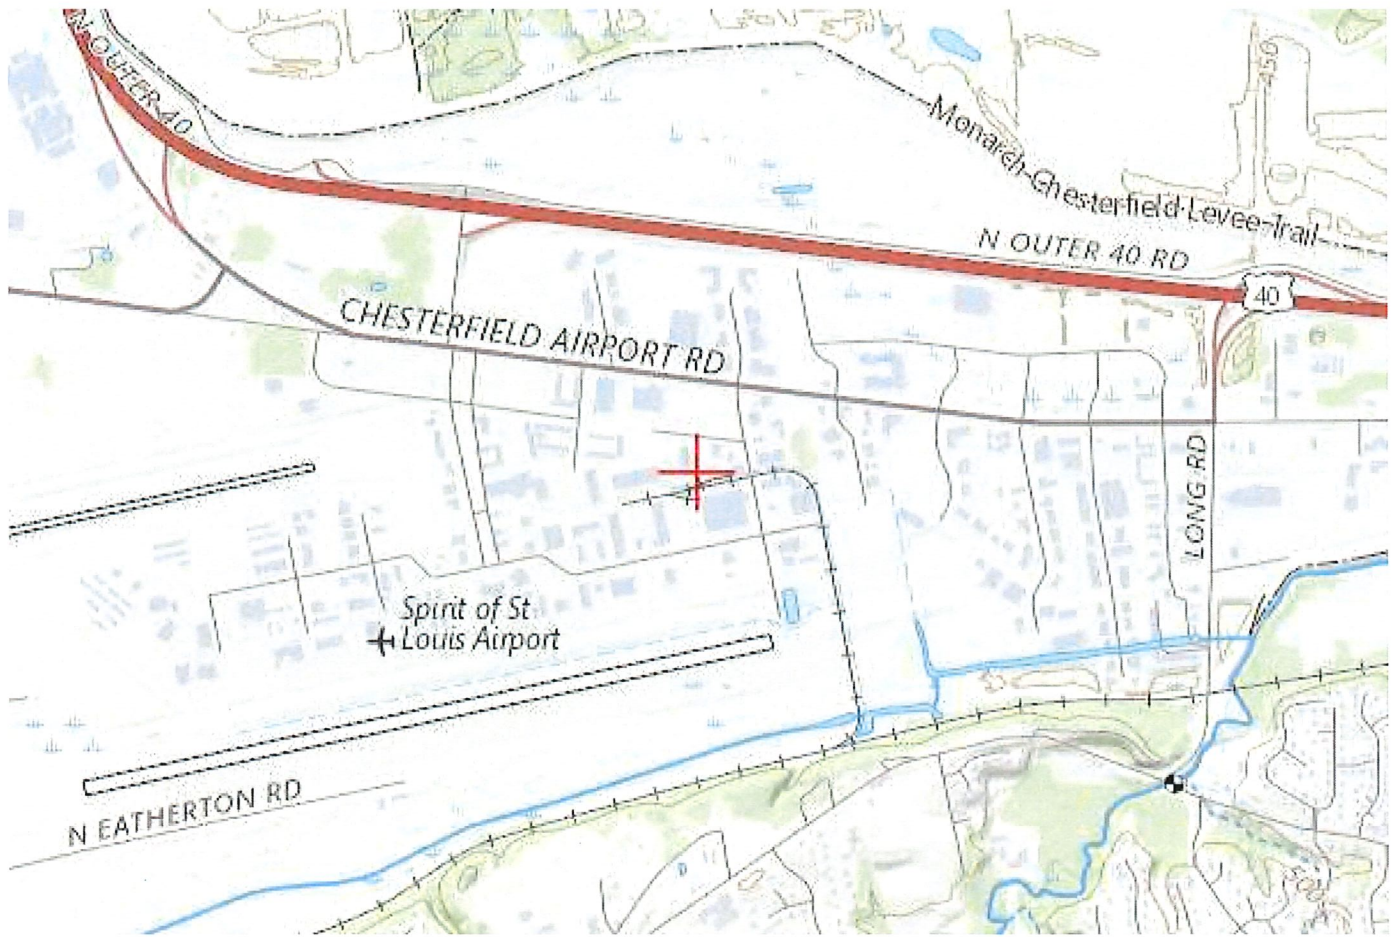 N OUTER 40
450
Monarch-Chesterfield-Levee-Trail
N OUTER 40 RD
40
CHESTERFIELD AIRPORT RD
LONG RD
Spirit of St
Louis Airport
N EATHERTON RD